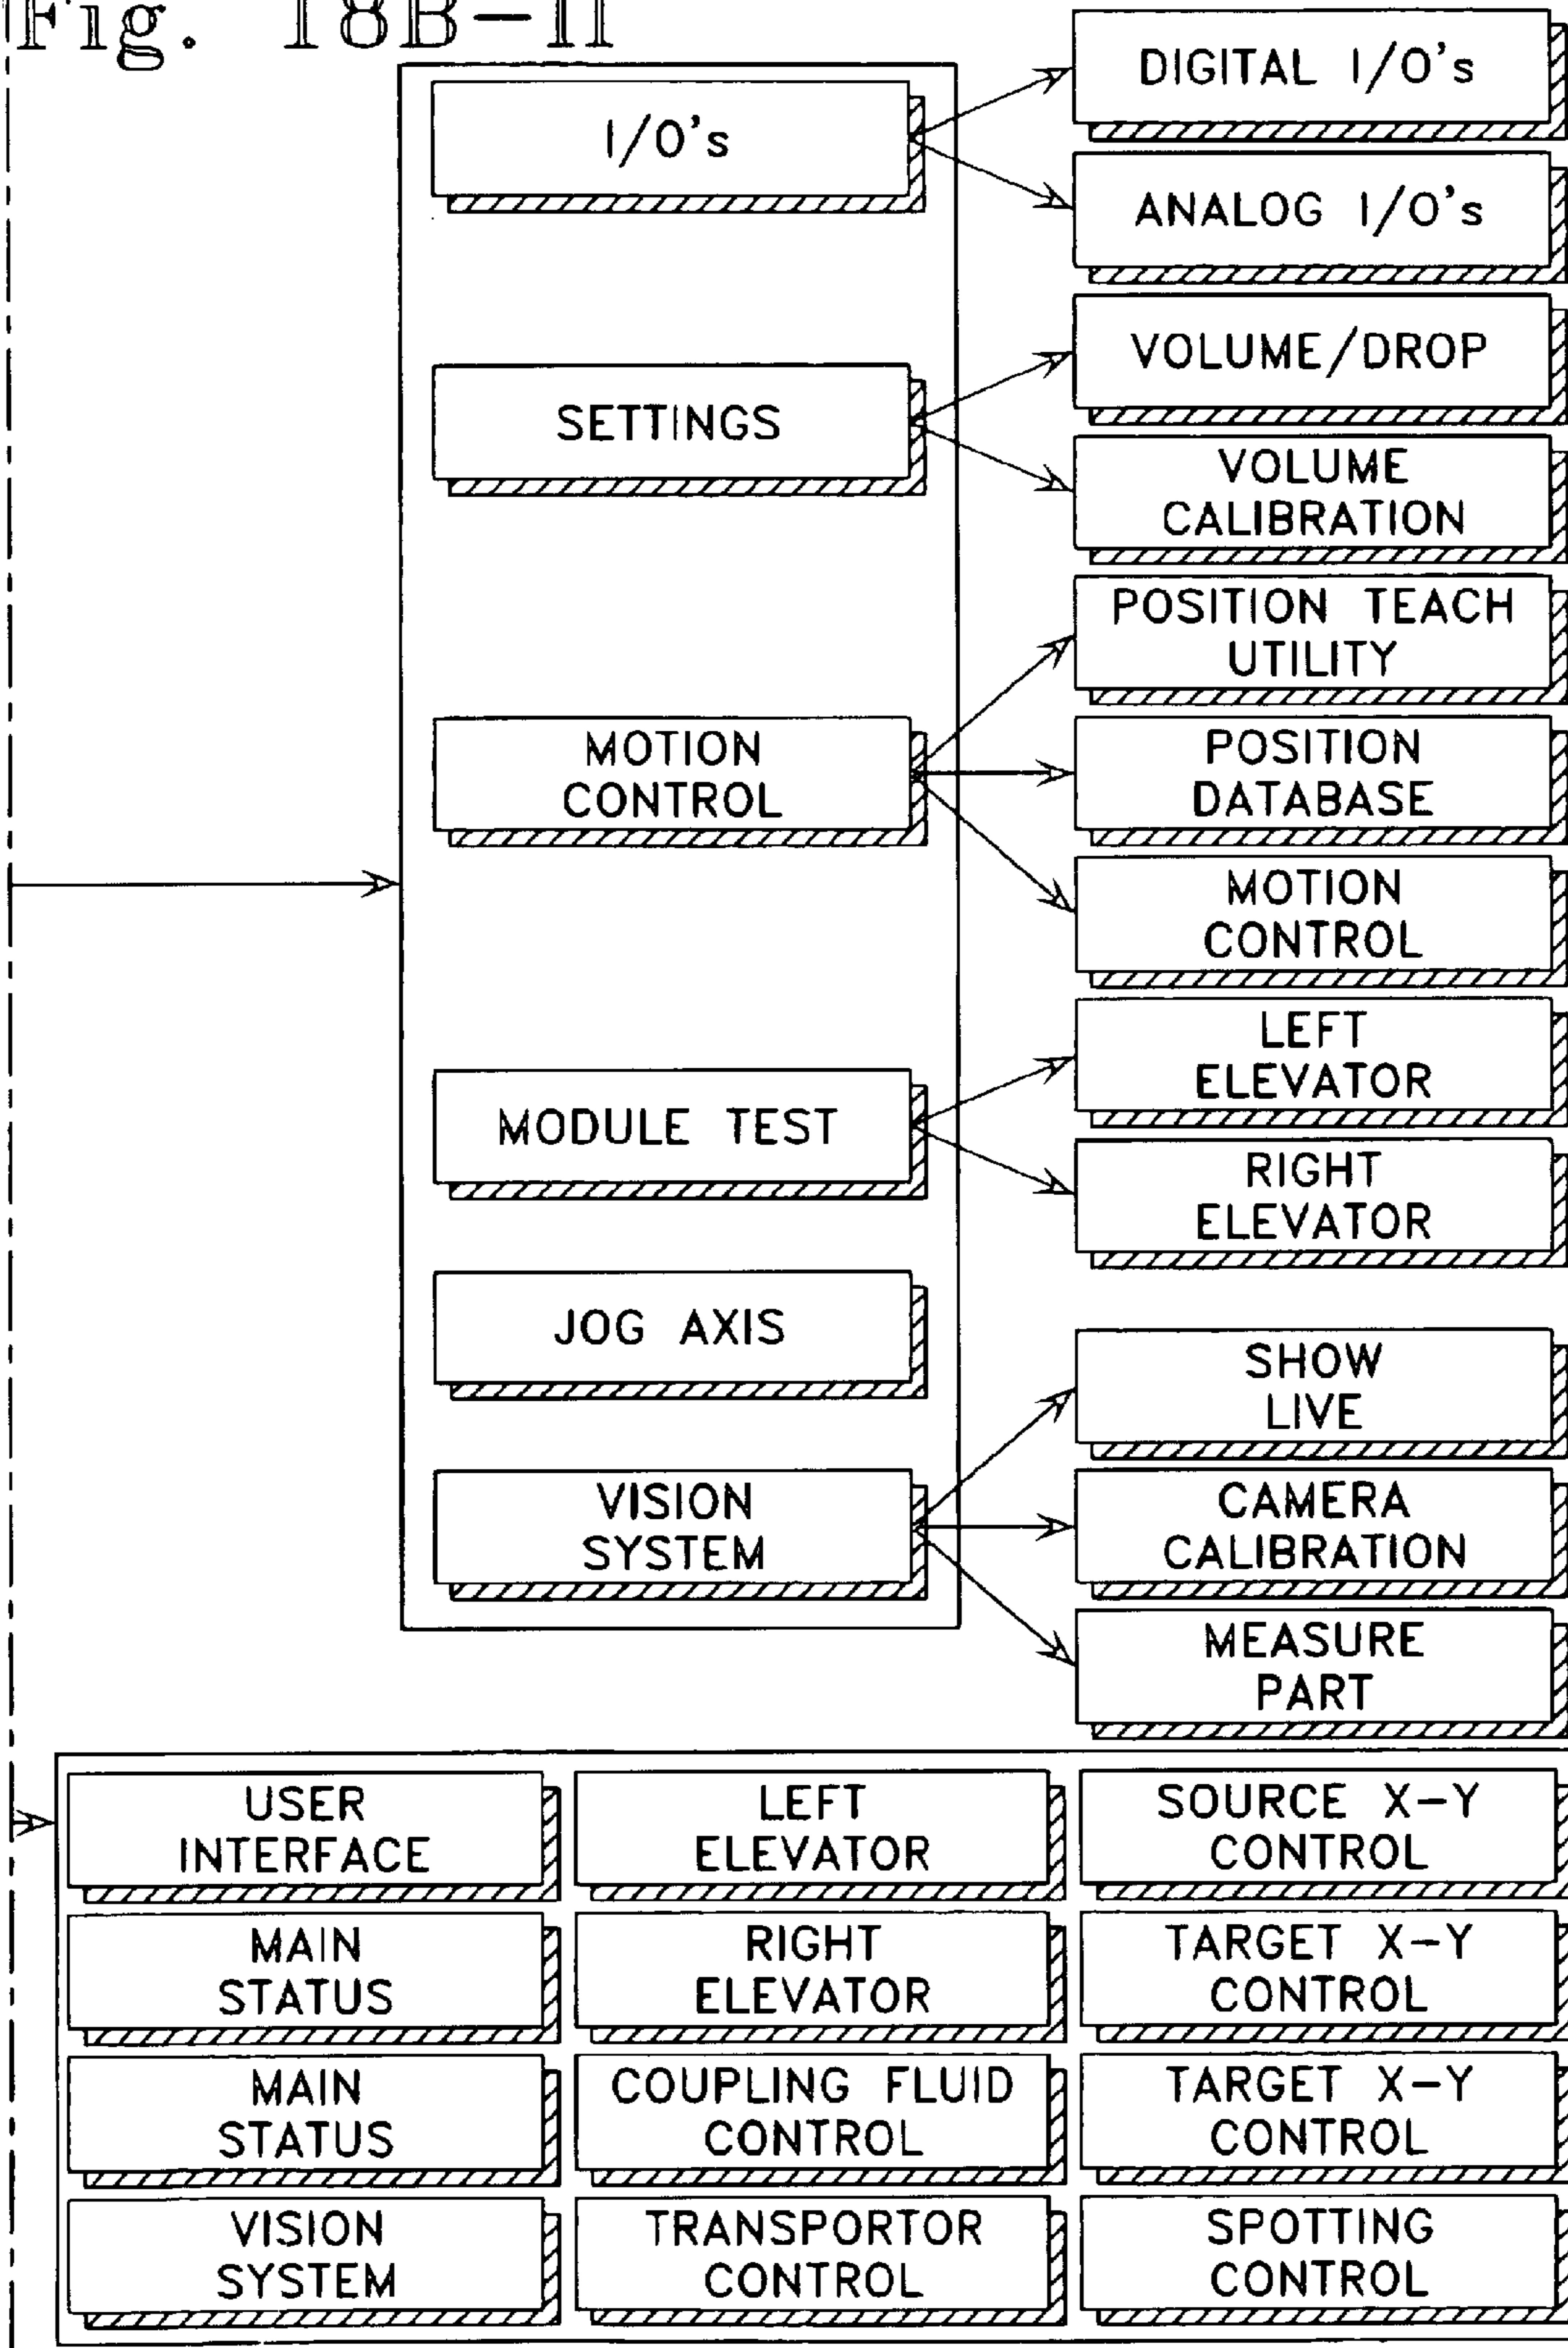 Fig. 18B-II
I/O's
DIGITAL I/O's
ANALOG I/O's
SETTINGS
VOLUME/DROP
VOLUME
CALIBRATION
MOTION
CONTROL
POSITION TEACH
UTILITY
POSITION
DATABASE
MOTION
CONTROL
MODULE TEST
LEFT
ELEVATOR
RIGHT
ELEVATOR
JOG AXIS
VISION
SYSTEM
SHOW
LIVE
CAMERA
CALIBRATION
MEASURE
PART
USER
INTERFACE
LEFT
ELEVATOR
SOURCE X-Y
CONTROL
MAIN
STATUS
RIGHT
ELEVATOR
TARGET X-Y
CONTROL
MAIN
STATUS
COUPLING FLUID
CONTROL
TARGET X-Y
CONTROL
VISION
SYSTEM
TRANSPORTOR
CONTROL
SPOTTING
CONTROL